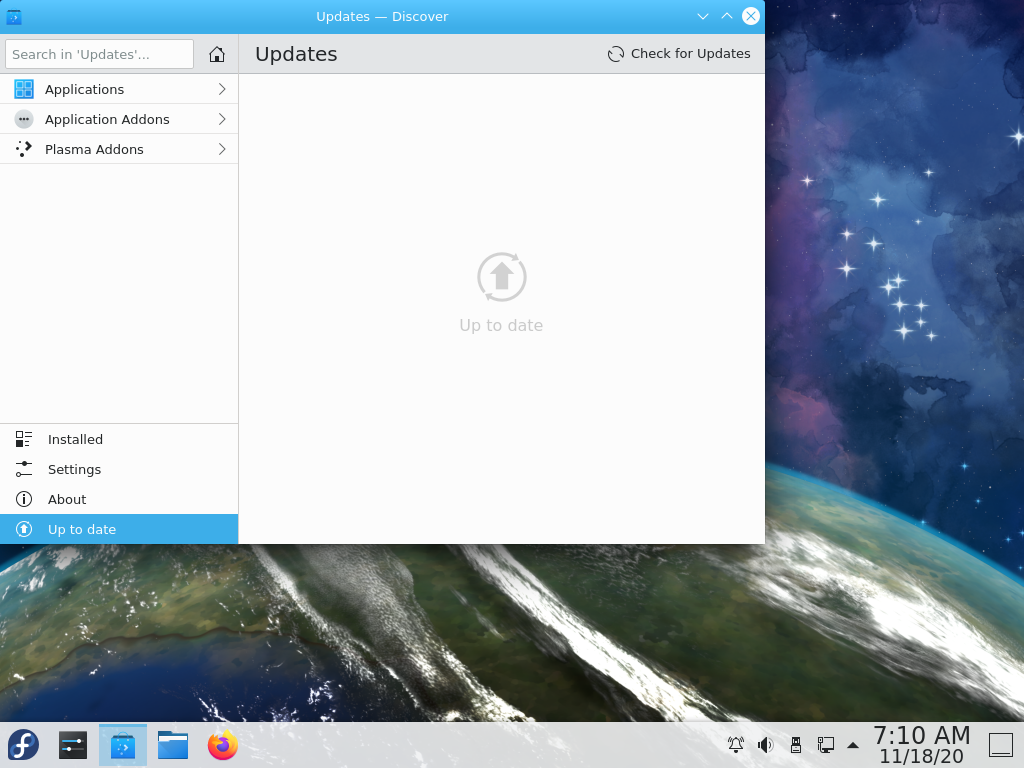 Updates — Discover
Search in 'Updates'...
Updates
Check for Updates
Applications
Application Addons
Plasma Addons
Up to date
Installed
Settings
About
Up to date
7:10 AM
11/18/20